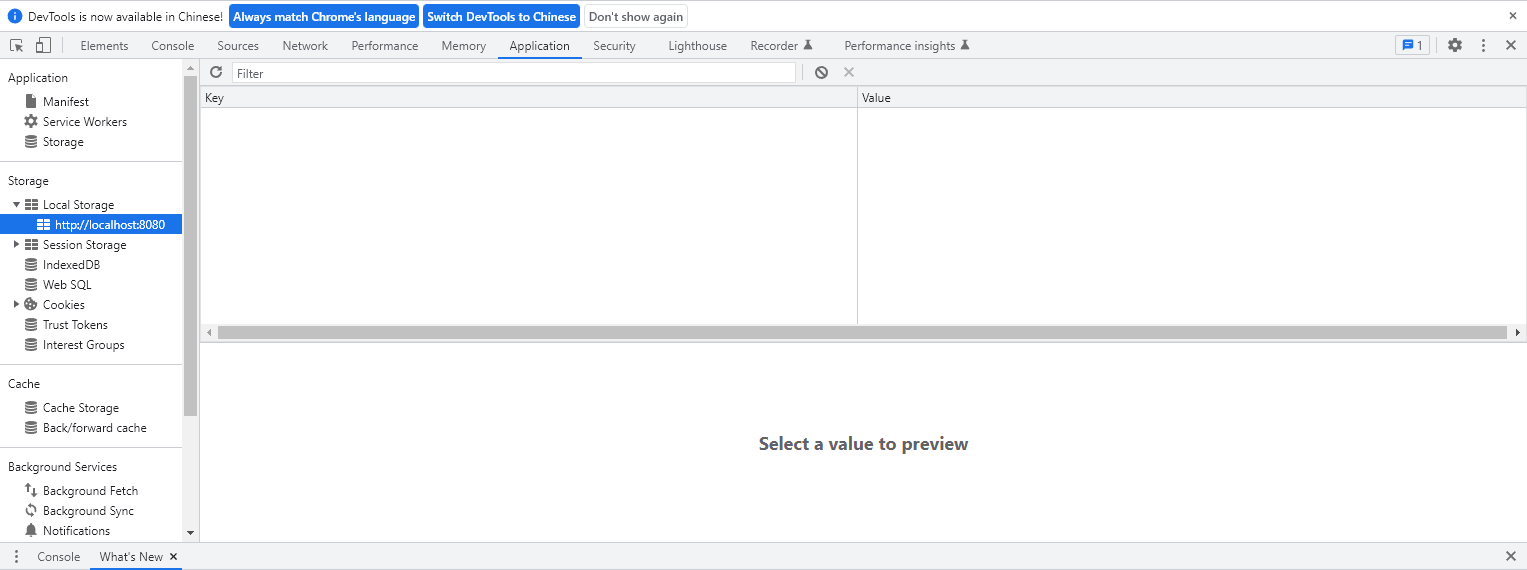 DevTools is now available in Chinese! Always match Chrome's language Switch DevTools to Chinese Don't show again
Elements Console Sources Network Performance Memory Application Security Lighthouse Recorder Performance insights 1
Application
Manifest
Service Workers
Storage
Storage
Local Storage
http://localhost:8080
Session Storage
IndexedDB
Web SQL
Cookies
Trust Tokens
Interest Groups
Cache
Cache Storage
Back/forward cache
Background Services
Background Fetch
Background Sync
Notifications
Filter
Key Value
Select a value to preview
Console What's New